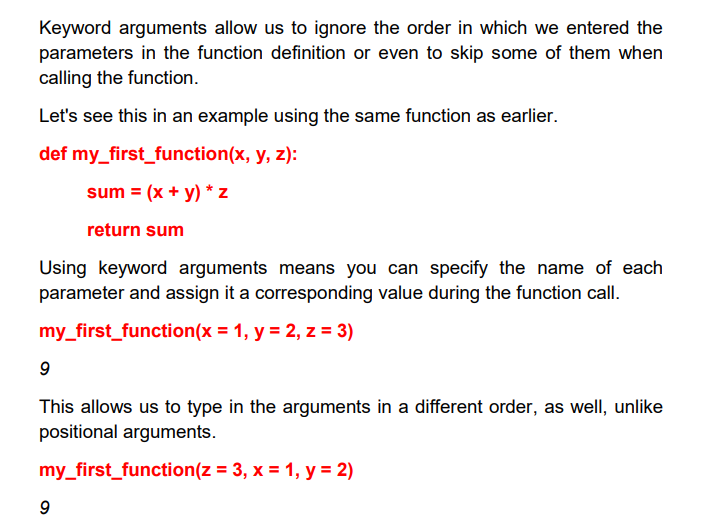 Keyword arguments allow us to ignore the order in which we entered the
parameters in the function definition or even to skip some of them when
calling the function.
Let's see this in an example using the same function as earlier.
def my_first_function(x, y, z):
sum = (x + y) * z
return sum
Using keyword arguments means you can specify the name of each
parameter and assign it a corresponding value during the function call.
my_first_function(x = 1, y = 2, z = 3)
9
This allows us to type in the arguments in a different order, as well, unlike
positional arguments.
my_first_function(z = 3, x = 1, y = 2)
9